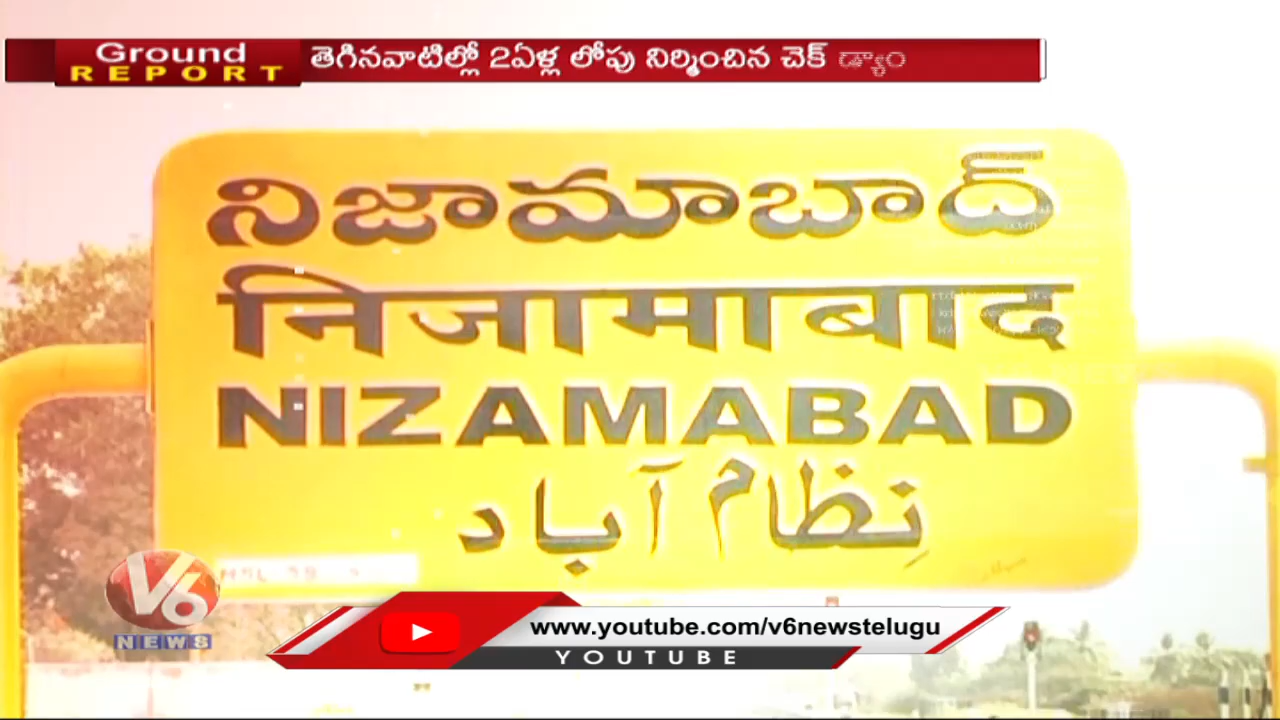 Ground
REPORT
తెగినవాటిల్లో 2ఏళ్ల లోపు నిర్మించిన చెక్ డ్యాం
నిజామాబాద్
निजामाबाद
NIZAMABAD
نظام آباد
V6
NEWS
www.youtube.com/v6newstelugu
YOUTUBE